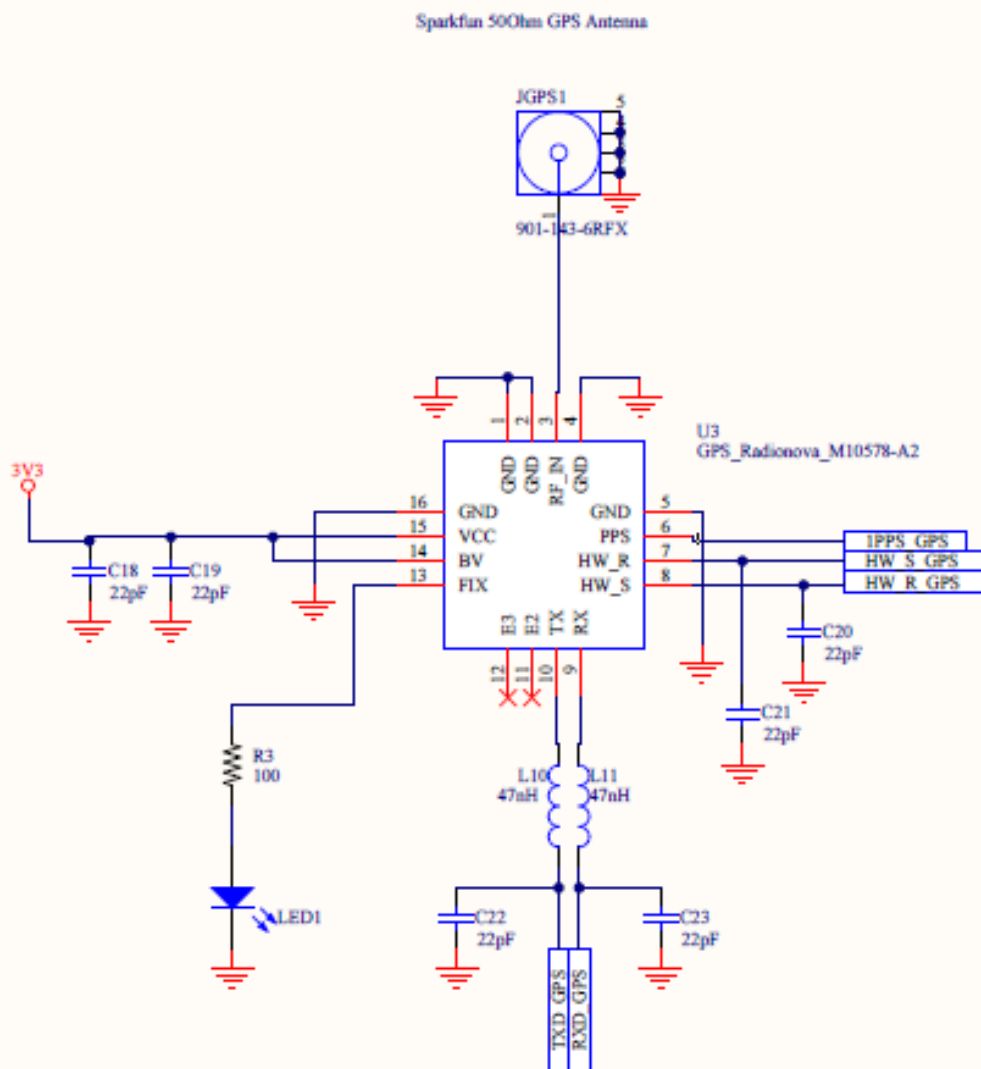 Sparkfun 50Ohm GPS Antenna
JGPS1
5
1
901-143-6RFX
1
2
3
4
GND
GND
RF_IN
GND
U3
GPS_Radionova_M10578-A2
3V3
16
GND
15
VCC
14
BV
13
FIX
GND
5
PPS
6
HW_R
7
HW_S
8
1PPS_GPS
HW_S_GPS
HW_R_GPS
E3
E2
TX
RX
12
11
10
9
C18
22pF
C19
22pF
C20
22pF
C21
22pF
R3
100
L10
47nH
L11
47nH
LED1
C22
22pF
C23
22pF
TXD_GPS
RXD_GPS